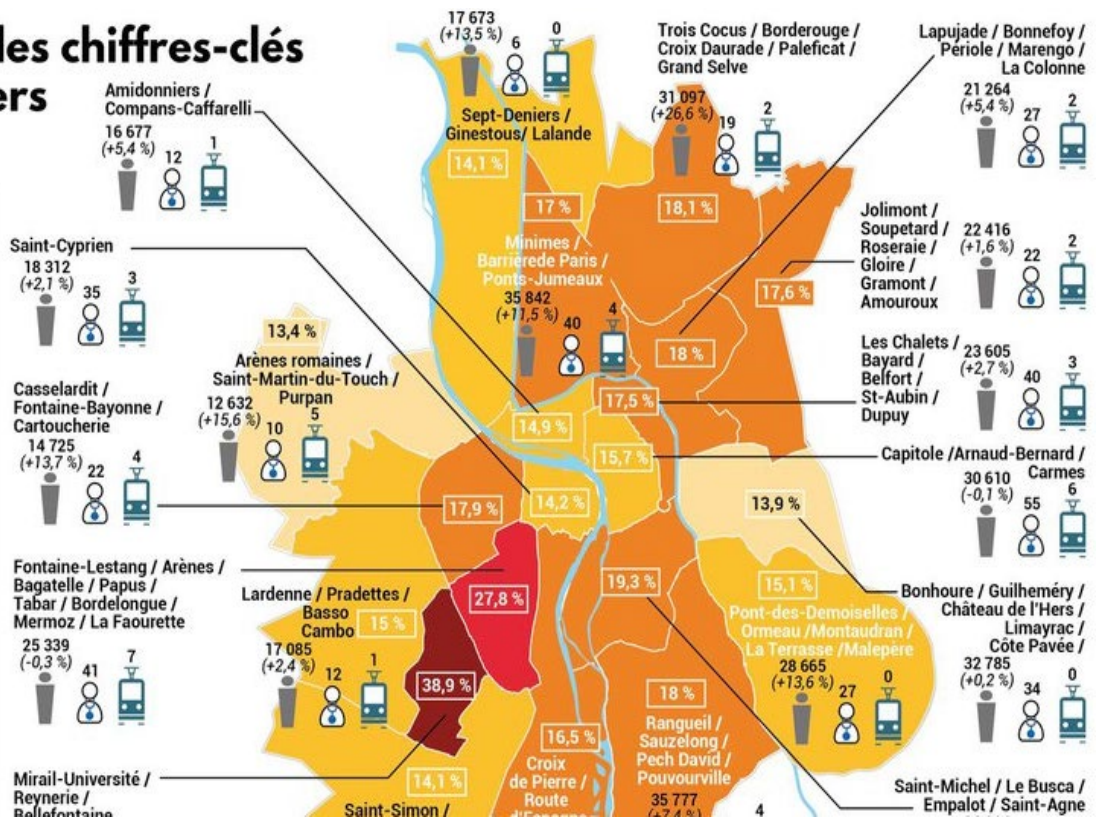 les chiffres-clés
ers
17 673
(+13,5 %)
6
0
Sept-Deniers /
Ginestous/ Lalande
14,1 %
Trois Cocus / Borderouge /
Croix Daurade / Paleficat /
Grand Selve
31 097
(+26,6 %)
19
2
18,1 %
Lapujade / Bonnefoy /
Périole / Marengo /
La Colonne
21 264
(+5,4 %)
27
2
Amidonniers /
Compans-Caffarelli
16 677
(+5,4 %)
12
1
17 %
Minimes /
Barrièrede Paris /
Ponts-Jumeaux
35 842
(+11,5 %)
40
4
Jolimont /
Soupetard /
Roseraie /
Gloire /
Gramont /
Amouroux
22 416
(+1,6 %)
22
2
17,6 %
Saint-Cyprien
18 312
(+2,1 %)
35
3
13,4 %
Arènes romaines /
Saint-Martin-du-Touch /
Purpan
12 632
(+15,6 %)
10
5
18 %
Les Chalets /
Bayard /
Belfort /
St-Aubin /
Dupuy
23 605
(+2,7 %)
40
3
17,5 %
14,9 %
Casselardit /
Fontaine-Bayonne /
Cartoucherie
14 725
(+13,7 %)
22
4
15,7 %
Capitole /Arnaud-Bernard /
Carmes
30 610
(-0,1 %)
55
6
17,9 %
14,2 %
13,9 %
Fontaine-Lestang / Arènes /
Bagatelle / Papus /
Tabar / Bordelongue /
Mermoz / La Faourette
25 339
(-0,3 %)
41
7
27,8 %
Lardenne / Pradettes /
Basso
Cambo
15 %
17 085
(+2,4 %)
12
1
19,3 %
15,1 %
Pont-des-Demoiselles /
Ormeau /Montaudran /
La Terrasse /Malepère
28 665
(+13,6 %)
27
0
Bonhoure / Guilheméry /
Château de l'Hers /
Limayrac /
Côte Pavée /
32 785
(+0,2 %)
34
0
38,9 %
18 %
Rangueil /
Sauzelong /
Pech David /
Pouvourville
35 777
(+7,4 %)
4
16,5 %
Croix
de Pierre /
Route
d'Espagne
Mirail-Université /
Reynerie /
Bellefontaine
14,1 %
Saint-Simon /
Saint-Michel / Le Busca /
Empalot / Saint-Agne